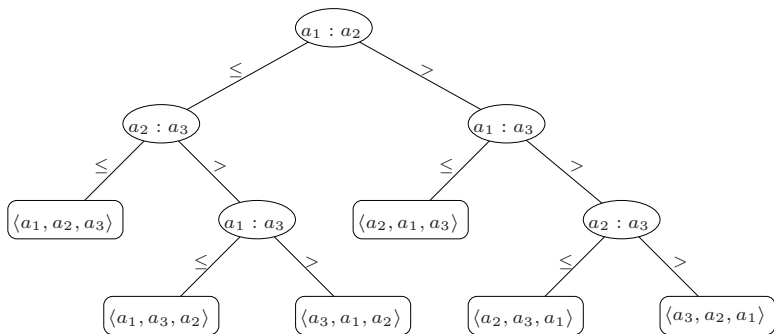 a₁ : a₂
≤ >
a₂ : a₃ a₁ : a₃
≤ > ≤ >
⟨a₁, a₂, a₃⟩ a₁ : a₃ ⟨a₂, a₁, a₃⟩ a₂ : a₃
≤ > ≤ >
⟨a₁, a₃, a₂⟩ ⟨a₃, a₁, a₂⟩ ⟨a₂, a₃, a₁⟩ ⟨a₃, a₂, a₁⟩